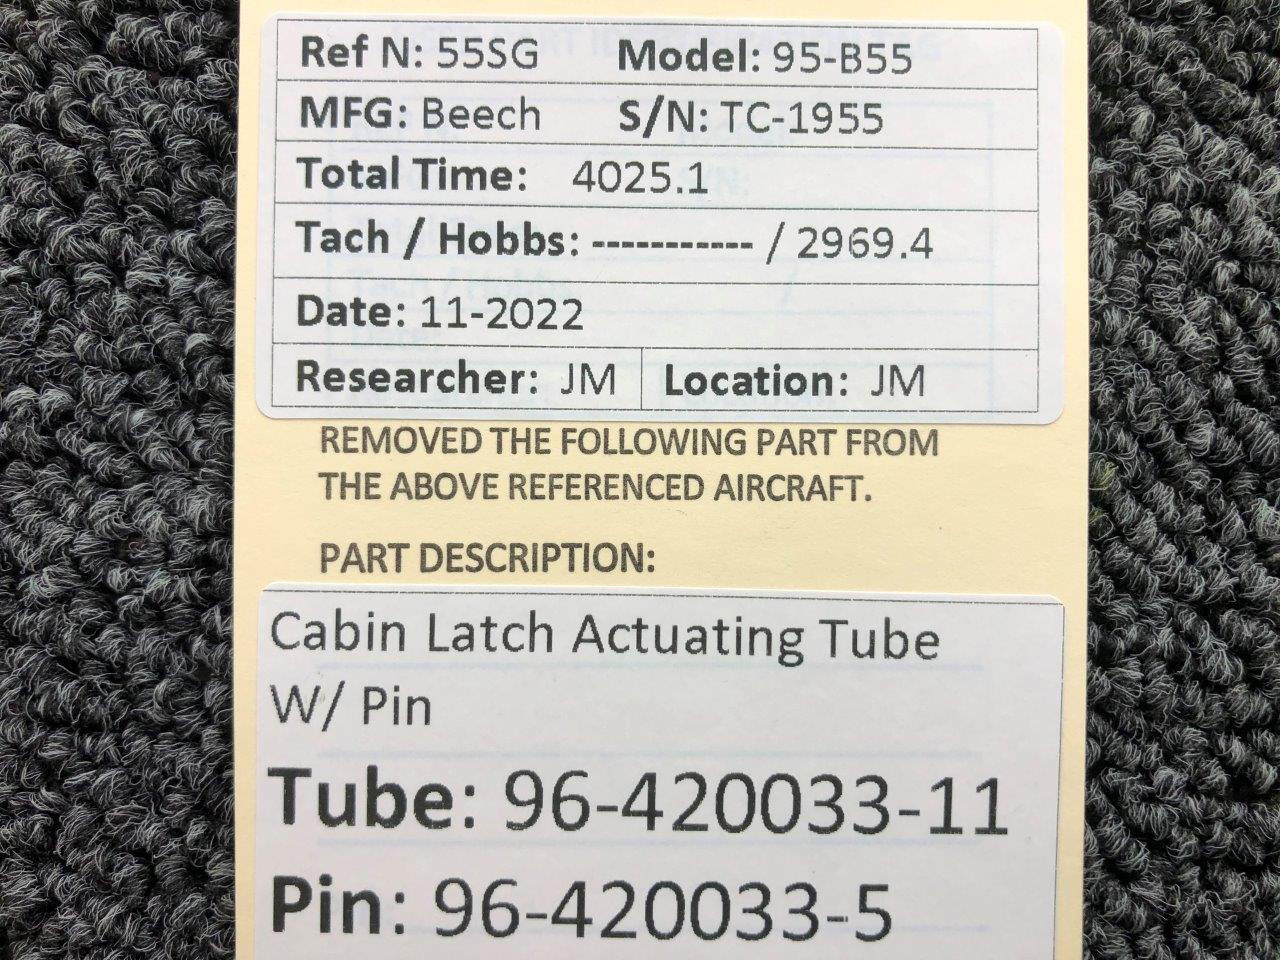 Ref N: 55SG Model: 95-B55
MFG: Beech S/N: TC-1955
Total Time: 4025.1
Tach / Hobbs: ----------- / 2969.4
Date: 11-2022
Researcher: JM Location: JM
REMOVED THE FOLLOWING PART FROM
THE ABOVE REFERENCED AIRCRAFT.
PART DESCRIPTION:
Cabin Latch Actuating Tube
W/ Pin
Tube: 96-420033-11
Pin: 96-420033-5